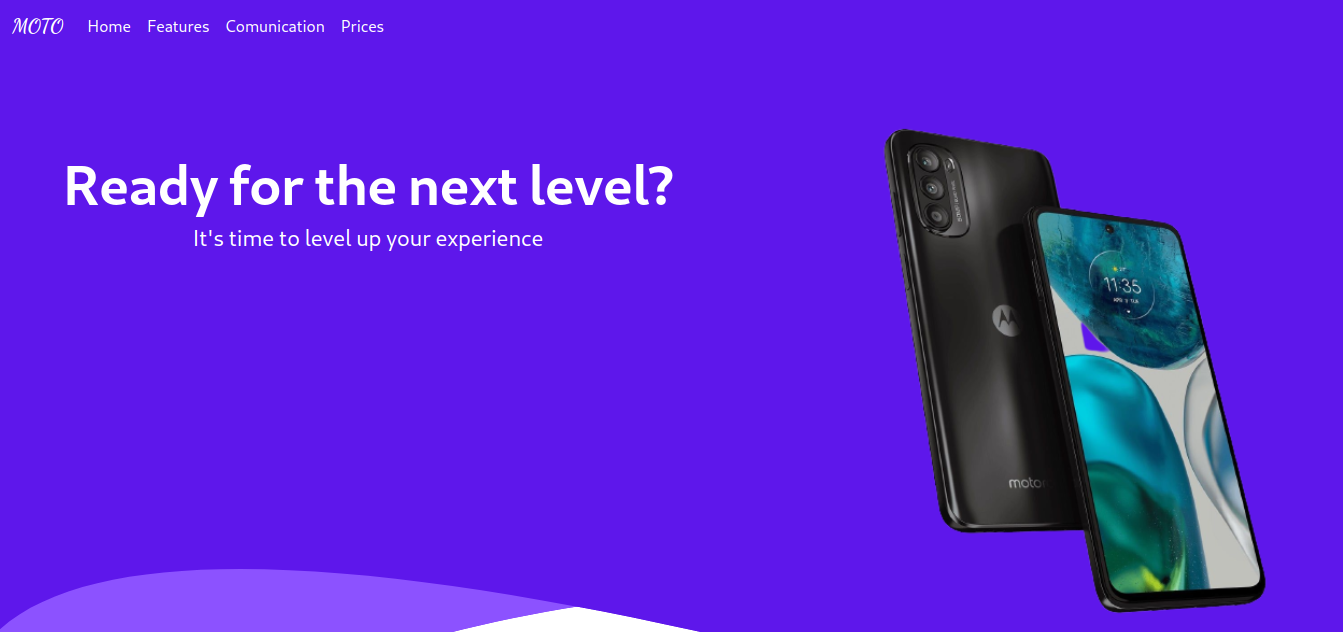 MOTO Home Features Comunication Prices
Ready for the next level?
It's time to level up your experience
11:35
moto